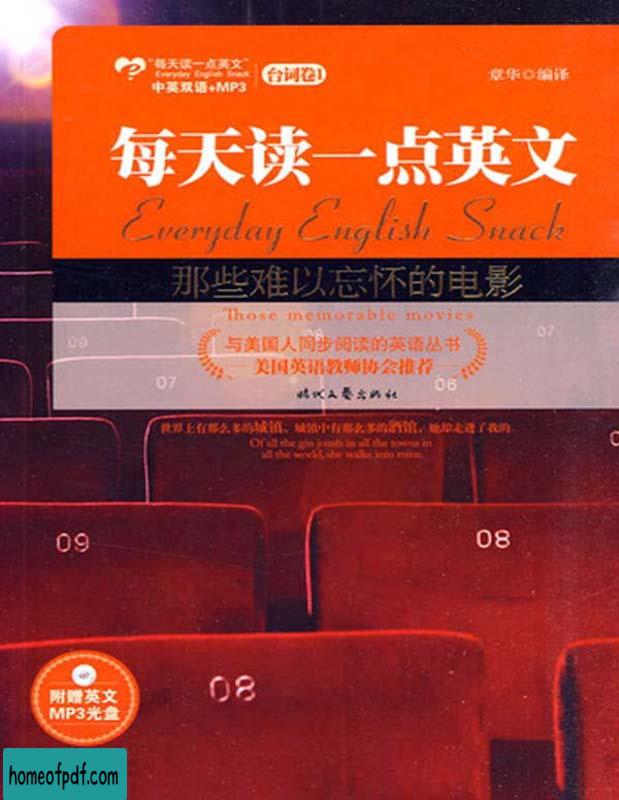 "每天读一点英文"
Everyday English Snack
中英双语+MP3
台词卷1
章华◎编译
每天读一点英文
Everyday English Snack
那些难以忘怀的电影
Those memorable movies
与美国人同步阅读的英语丛书
美国英语教师协会推荐
时代文艺出版社
世界上有那么多的城镇、城镇中有那么多的酒馆，她却走进了我的
Of all the gin joints in all the towns in
all the world, she walks into mine.
09
08
07
07
06
09
08
08
附赠英文
MP3光盘
homeofpdf.com